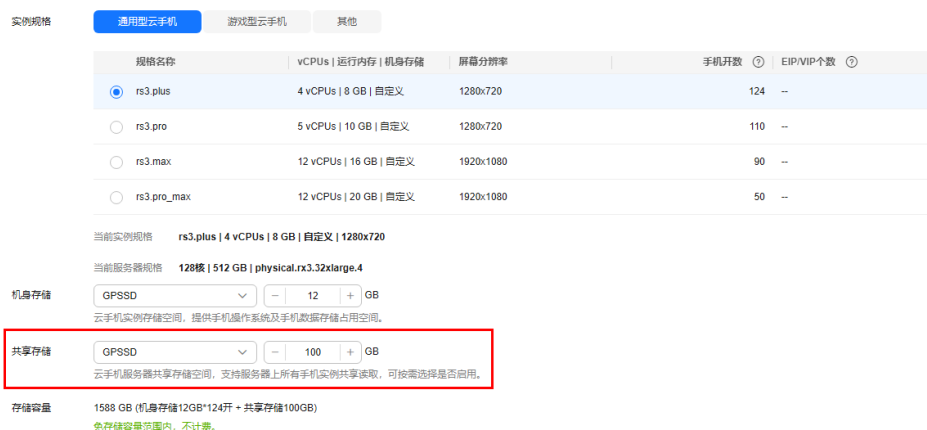 实例规格 通用型云手机 游戏型云手机 其他
规格名称 vCPUs | 运行内存 | 机身存储 屏幕分辨率 手机开数 ? EIP/VIP个数 ?
rs3.plus 4 vCPUs | 8 GB | 自定义 1280x720 124 --
rs3.pro 5 vCPUs | 10 GB | 自定义 1280x720 110 --
rs3.max 12 vCPUs | 16 GB | 自定义 1920x1080 90 --
rs3.pro_max 12 vCPUs | 20 GB | 自定义 1920x1080 50 --
当前实例规格 rs3.plus | 4 vCPUs | 8 GB | 自定义 | 1280x720
当前服务器规格 128核 | 512 GB | physical.rx3.32xlarge.4
机身存储 GPSSD − 12 + GB
云手机实例存储空间，提供手机操作系统及手机数据存储占用空间。
共享存储 GPSSD − 100 + GB
云手机服务器共享存储空间，支持服务器上所有手机实例共享读取，可按需选择是否启用。
存储容量 1588 GB (机身存储12GB*124开 + 共享存储100GB)
免存储容量范围内，不计费。